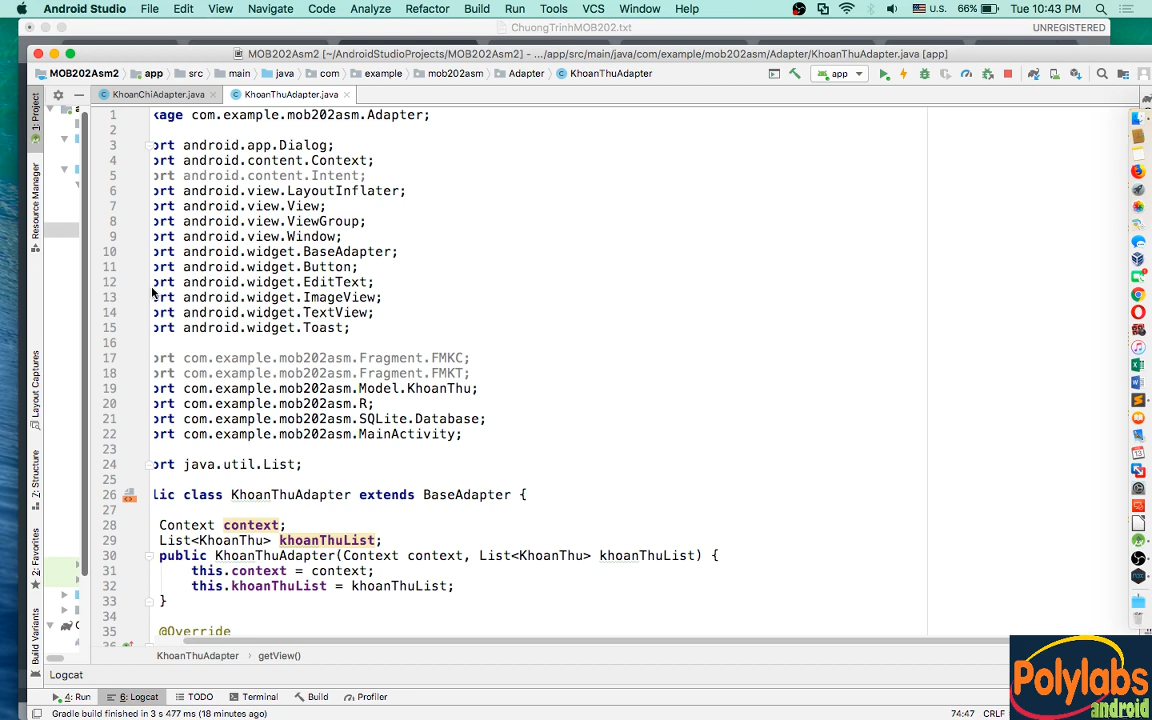 Android Studio File Edit View Navigate Code Analyze Refactor Build Run Tools VCS Window Help 66% U.S. Tue 10:43 PM
ChuongTrinhMOB202.txt UNREGISTERED
MOB202Asm2 [~/AndroidStudioProjects/MOB202Asm2] - .../app/src/main/java/com/example/mob202asm/Adapter/KhoanThuAdapter.java [app]
MOB202Asm2 app src main java com example mob202asm Adapter KhoanThuAdapter app
KhoanChiAdapter.java KhoanThuAdapter.java
1: Project
Resource Manager
Layout Captures
Z: Structure
2: Favorites
Build Variants
1 kage com.example.mob202asm.Adapter;
2
3 ort android.app.Dialog;
4 ort android.content.Context;
5 ort android.content.Intent;
6 ort android.view.LayoutInflater;
7 ort android.view.View;
8 ort android.view.ViewGroup;
9 ort android.view.Window;
10 ort android.widget.BaseAdapter;
11 ort android.widget.Button;
12 ort android.widget.EditText;
13 ort android.widget.ImageView;
14 ort android.widget.TextView;
15 ort android.widget.Toast;
16
17 ort com.example.mob202asm.Fragment.FMKC;
18 ort com.example.mob202asm.Fragment.FMKT;
19 ort com.example.mob202asm.Model.KhoanThu;
20 ort com.example.mob202asm.R;
21 ort com.example.mob202asm.SQLite.Database;
22 ort com.example.mob202asm.MainActivity;
23
24 ort java.util.List;
25
26 lic class KhoanThuAdapter extends BaseAdapter {
27
28 Context context;
29 List<KhoanThu> khoanThuList;
30 public KhoanThuAdapter(Context context, List<KhoanThu> khoanThuList) {
31 this.context = context;
32 this.khoanThuList = khoanThuList;
33 }
34
35 @Override
36
KhoanThuAdapter › getView()
Logcat
4: Run 6: Logcat TODO Terminal Build Profiler
Gradle build finished in 3 s 477 ms (18 minutes ago) 74:47 CRLF
Polylabs
android